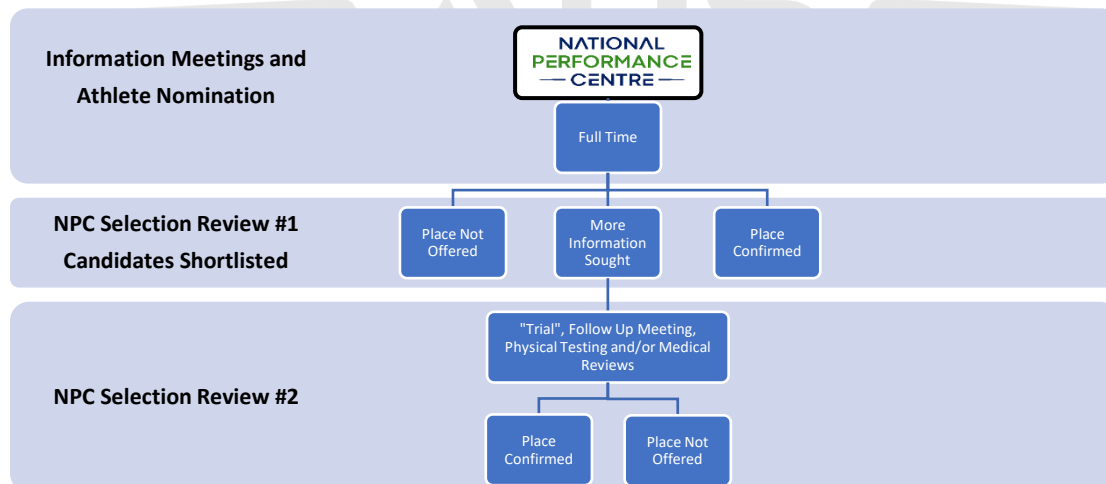 Information Meetings and
Athlete Nomination
NATIONAL
PERFORMANCE
CENTRE
Full Time
NPC Selection Review #1
Candidates Shortlisted
Place Not
Offered
More
Information
Sought
Place
Confirmed
NPC Selection Review #2
"Trial", Follow Up Meeting,
Physical Testing and/or Medical
Reviews
Place
Confirmed
Place Not
Offered